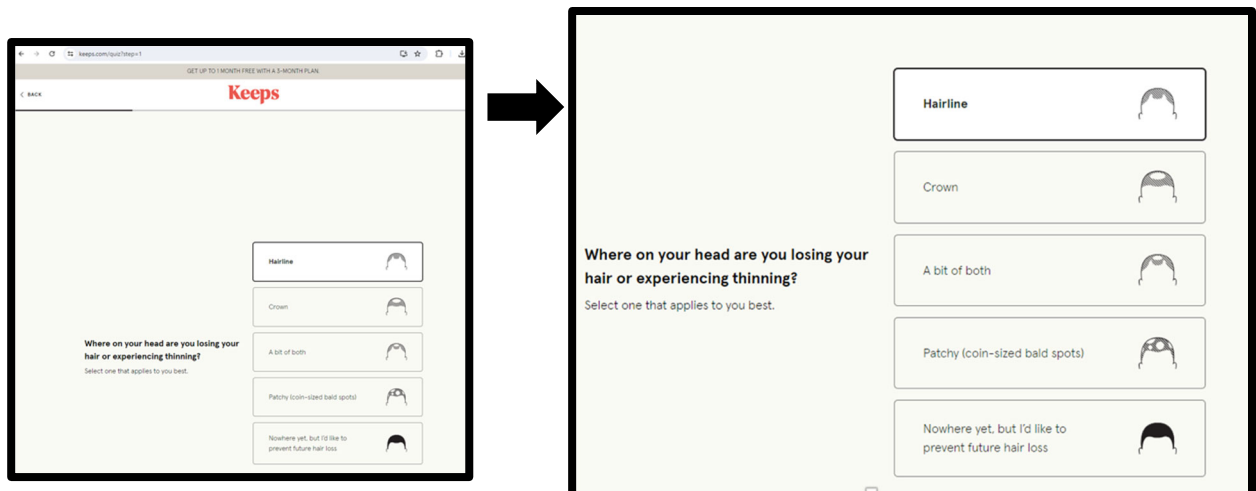 keeps.com/quiz?step=1
GET UP TO 1 MONTH FREE WITH A 3-MONTH PLAN
BACK
Keeps
Hairline
Crown
Where on your head are you losing your
hair or experiencing thinning?
Select one that applies to you best.
A bit of both
Patchy (coin-sized bald spots)
Nowhere yet, but I'd like to
prevent future hair loss
Hairline
Crown
Where on your head are you losing your
hair or experiencing thinning?
Select one that applies to you best.
A bit of both
Patchy (coin-sized bald spots)
Nowhere yet, but I'd like to
prevent future hair loss